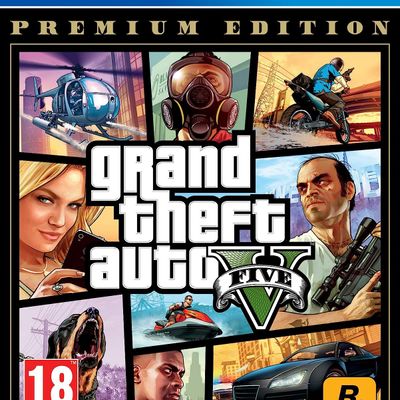 PREMIUM EDITION
grand
theft
auto
V
FIVE
18
R